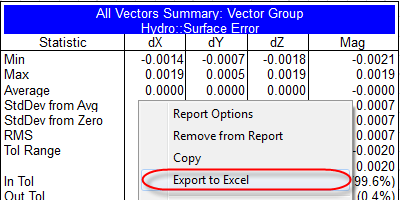 All Vectors Summary: Vector Group
Hydro::Surface Error
Statistic dX dY dZ Mag
Min -0.0014 -0.0007 -0.0018 -0.0021
Max 0.0019 0.0005 0.0019 0.0019
Average 0.0000 0.0000 0.0000 -0.0000
StdDev from Avg 0.0007
StdDev from Zero 0.0007
RMS 0.0007
Tol Range -0.0020
0.0020
In Tol 99.6%)
Out Tol (0.4%)
Report Options
Remove from Report
Copy
Export to Excel